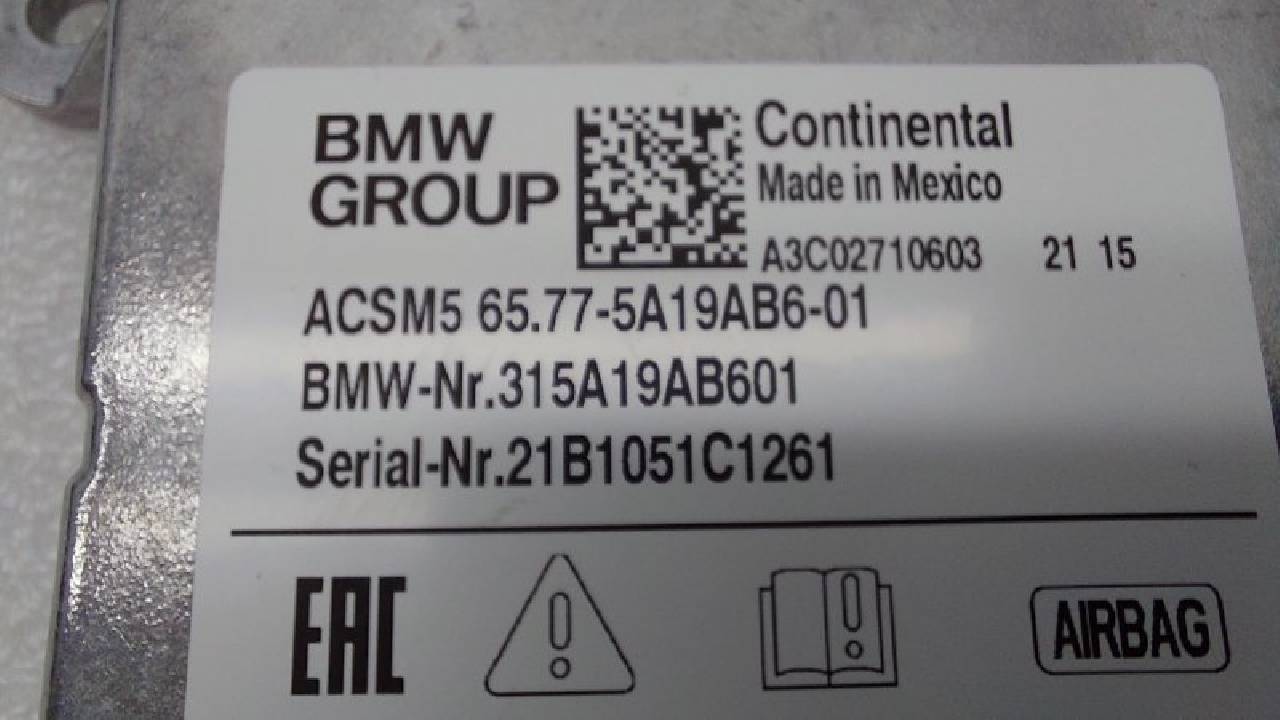 BMW
GROUP
Continental
Made in Mexico
A3C02710603 21 15
ACSM5 65.77-5A19AB6-01
BMW-Nr.315A19AB601
Serial-Nr.21B1051C1261
EAC
AIRBAG